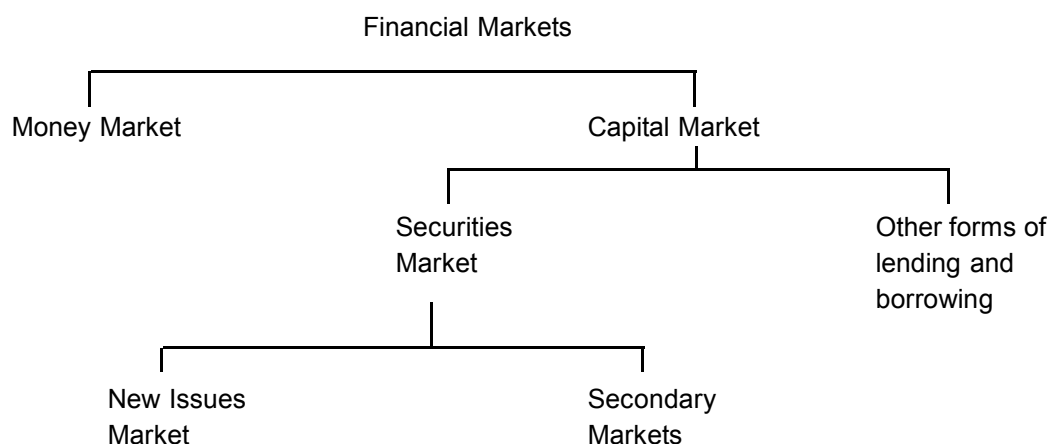 Financial Markets
Money Market
Capital Market
Securities
Market
Other forms of
lending and
borrowing
New Issues
Market
Secondary
Markets